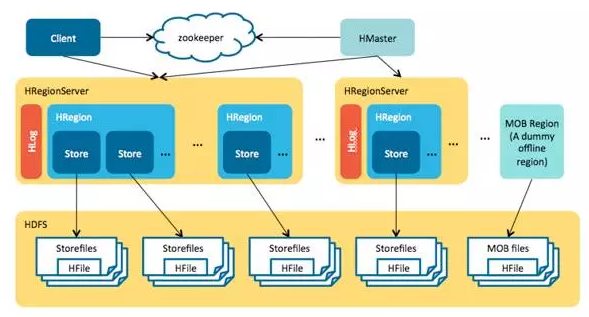 Client
zookeeper
HMaster
HRegionServer
HRegionServer
HLog
HRegion
Store
Store
...
...
HRegion
Store
...
...
HLog
HRegion
Store
...
...
...
MOB Region
(A dummy
offline
region)
HDFS
Storefiles
HFile
Storefiles
HFile
Storefiles
HFile
Storefiles
HFile
MOB files
HFile